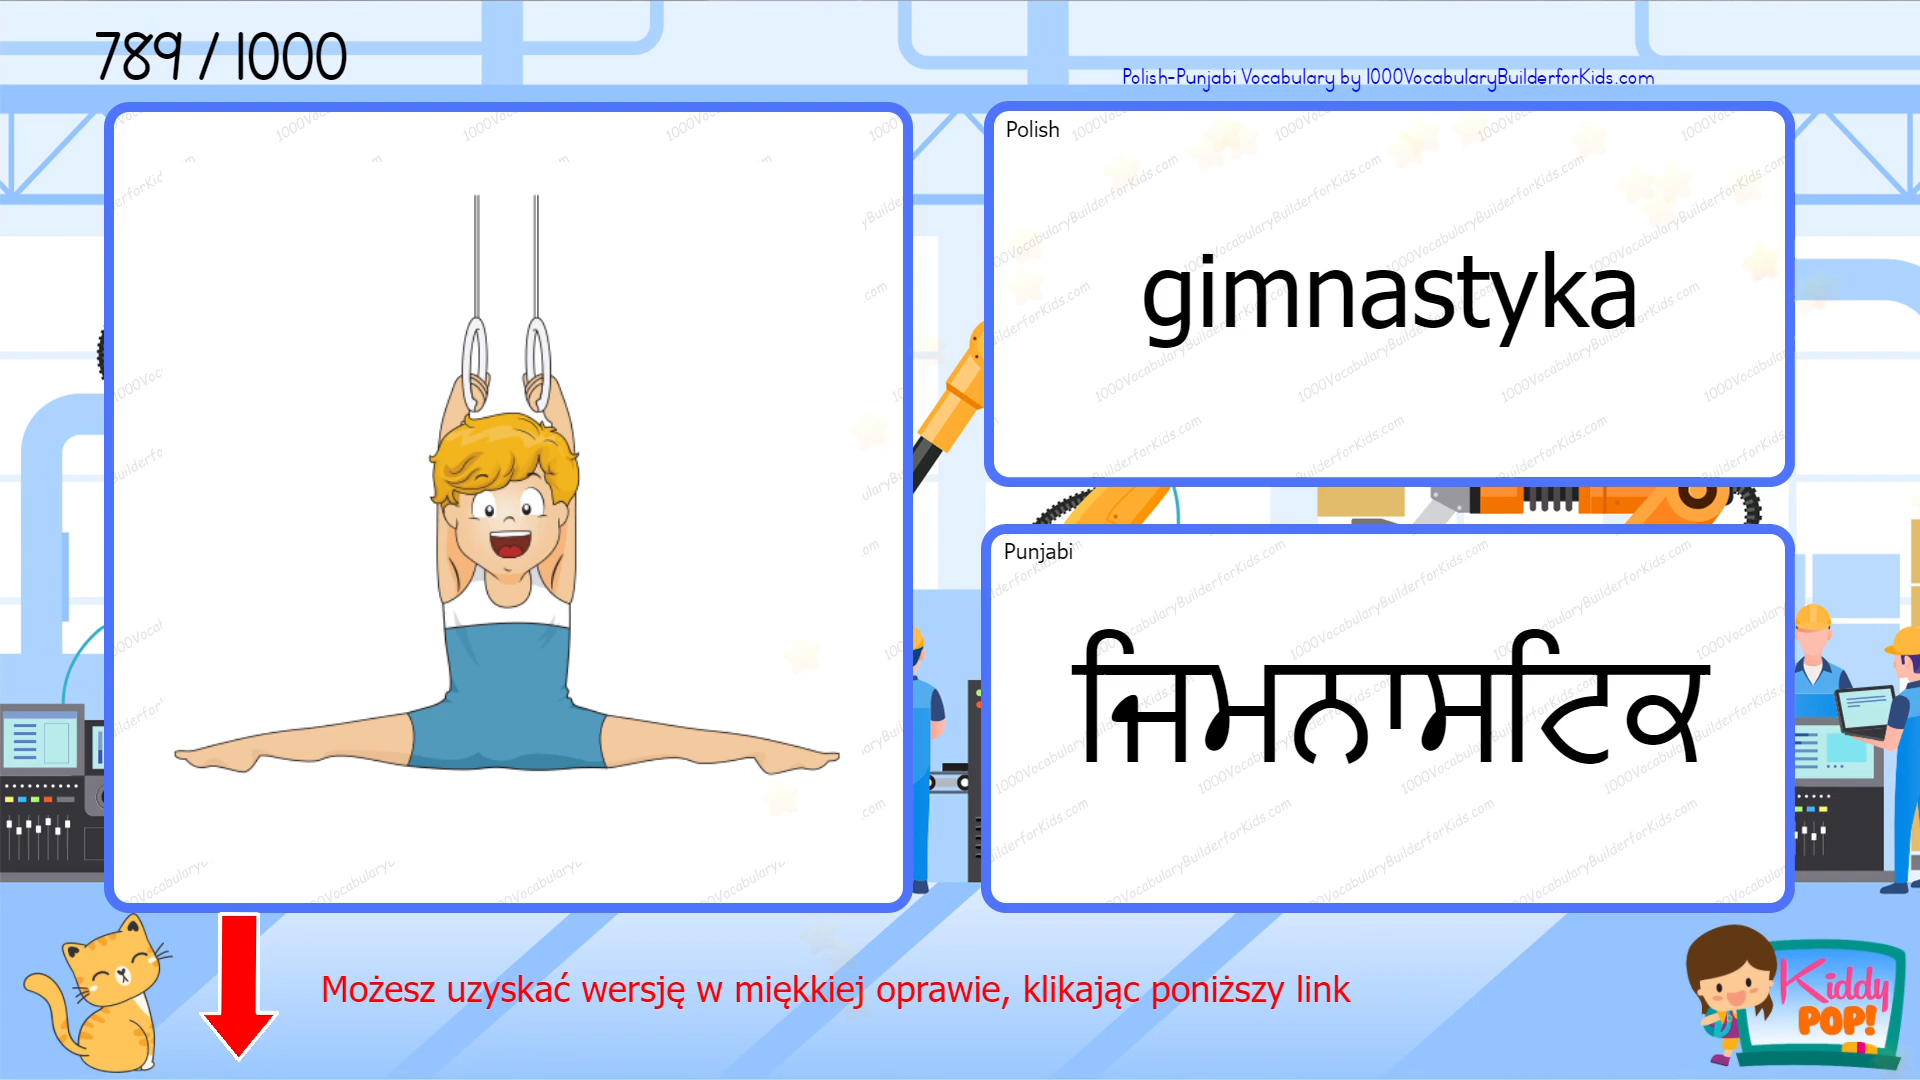 789 / 1000
Polish-Punjabi Vocabulary by 1000VocabularyBuilderforKids.com
Polish
gimnastyka
Punjabi
ਜਿਮਨਾਸਟਿਕ
Możesz uzyskać wersję w miękkiej oprawie, klikając poniższy link
Kiddy
POP!